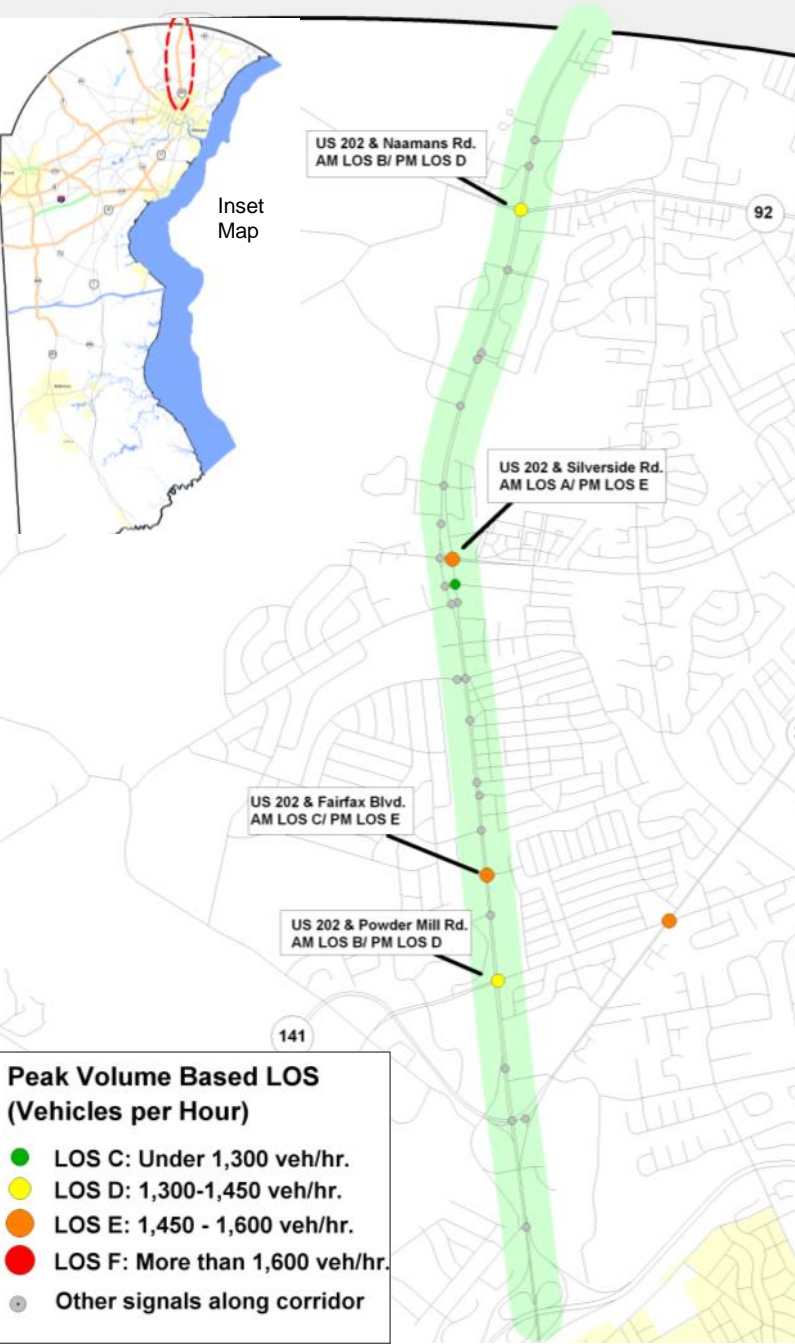 Inset
Map
US 202 & Naamans Rd.
AM LOS B/ PM LOS D
92
US 202 & Silverside Rd.
AM LOS A/ PM LOS E
US 202 & Fairfax Blvd.
AM LOS C/ PM LOS E
US 202 & Powder Mill Rd.
AM LOS B/ PM LOS D
141
Peak Volume Based LOS
(Vehicles per Hour)
LOS C: Under 1,300 veh/hr.
LOS D: 1,300-1,450 veh/hr.
LOS E: 1,450 - 1,600 veh/hr.
LOS F: More than 1,600 veh/hr.
Other signals along corridor